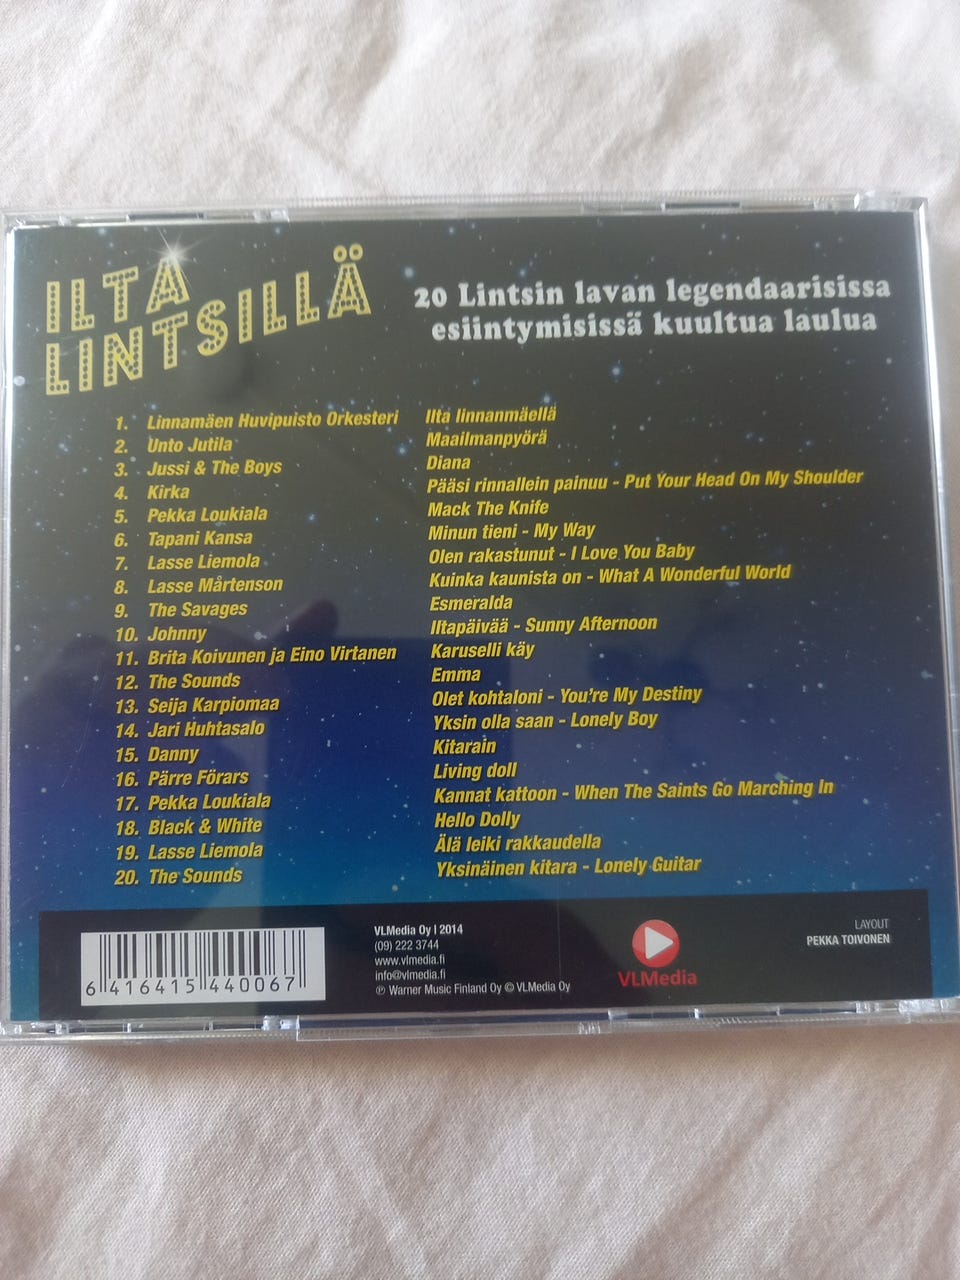 ILTA
LINTSILLÄ
20 Lintsin lavan legendaarisissa
esiintymisissä kuultua laulua
1. Linnamäen Huvipuisto Orkesteri Ilta linnanmäellä
2. Unto Jutila Maailmanpyörä
3. Jussi & The Boys Diana
4. Kirka Pääsi rinnallein painuu - Put Your Head On My Shoulder
5. Pekka Loukiala Mack The Knife
6. Tapani Kansa Minun tieni - My Way
7. Lasse Liemola Olen rakastunut - I Love You Baby
8. Lasse Mårtenson Kuinka kaunista on - What A Wonderful World
9. The Savages Esmeralda
10. Johnny Iltapäivää - Sunny Afternoon
11. Brita Koivunen ja Eino Virtanen Karuselli käy
12. The Sounds Emma
13. Seija Karpiomaa Olet kohtaloni - You're My Destiny
14. Jari Huhtasalo Yksin olla saan - Lonely Boy
15. Danny Kitarain
16. Pärre Förars Living doll
17. Pekka Loukiala Kannat kattoon - When The Saints Go Marching In
18. Black & White Hello Dolly
19. Lasse Liemola Älä leiki rakkaudella
20. The Sounds Yksinäinen kitara - Lonely Guitar
6 416415 440067
VLMedia Oy I 2014
(09) 222 3744
www.vlmedia.fi
info@vlmedia.fi
℗ Warner Music Finland Oy © VLMedia Oy
VLMedia
LAYOUT
PEKKA TOIVONEN